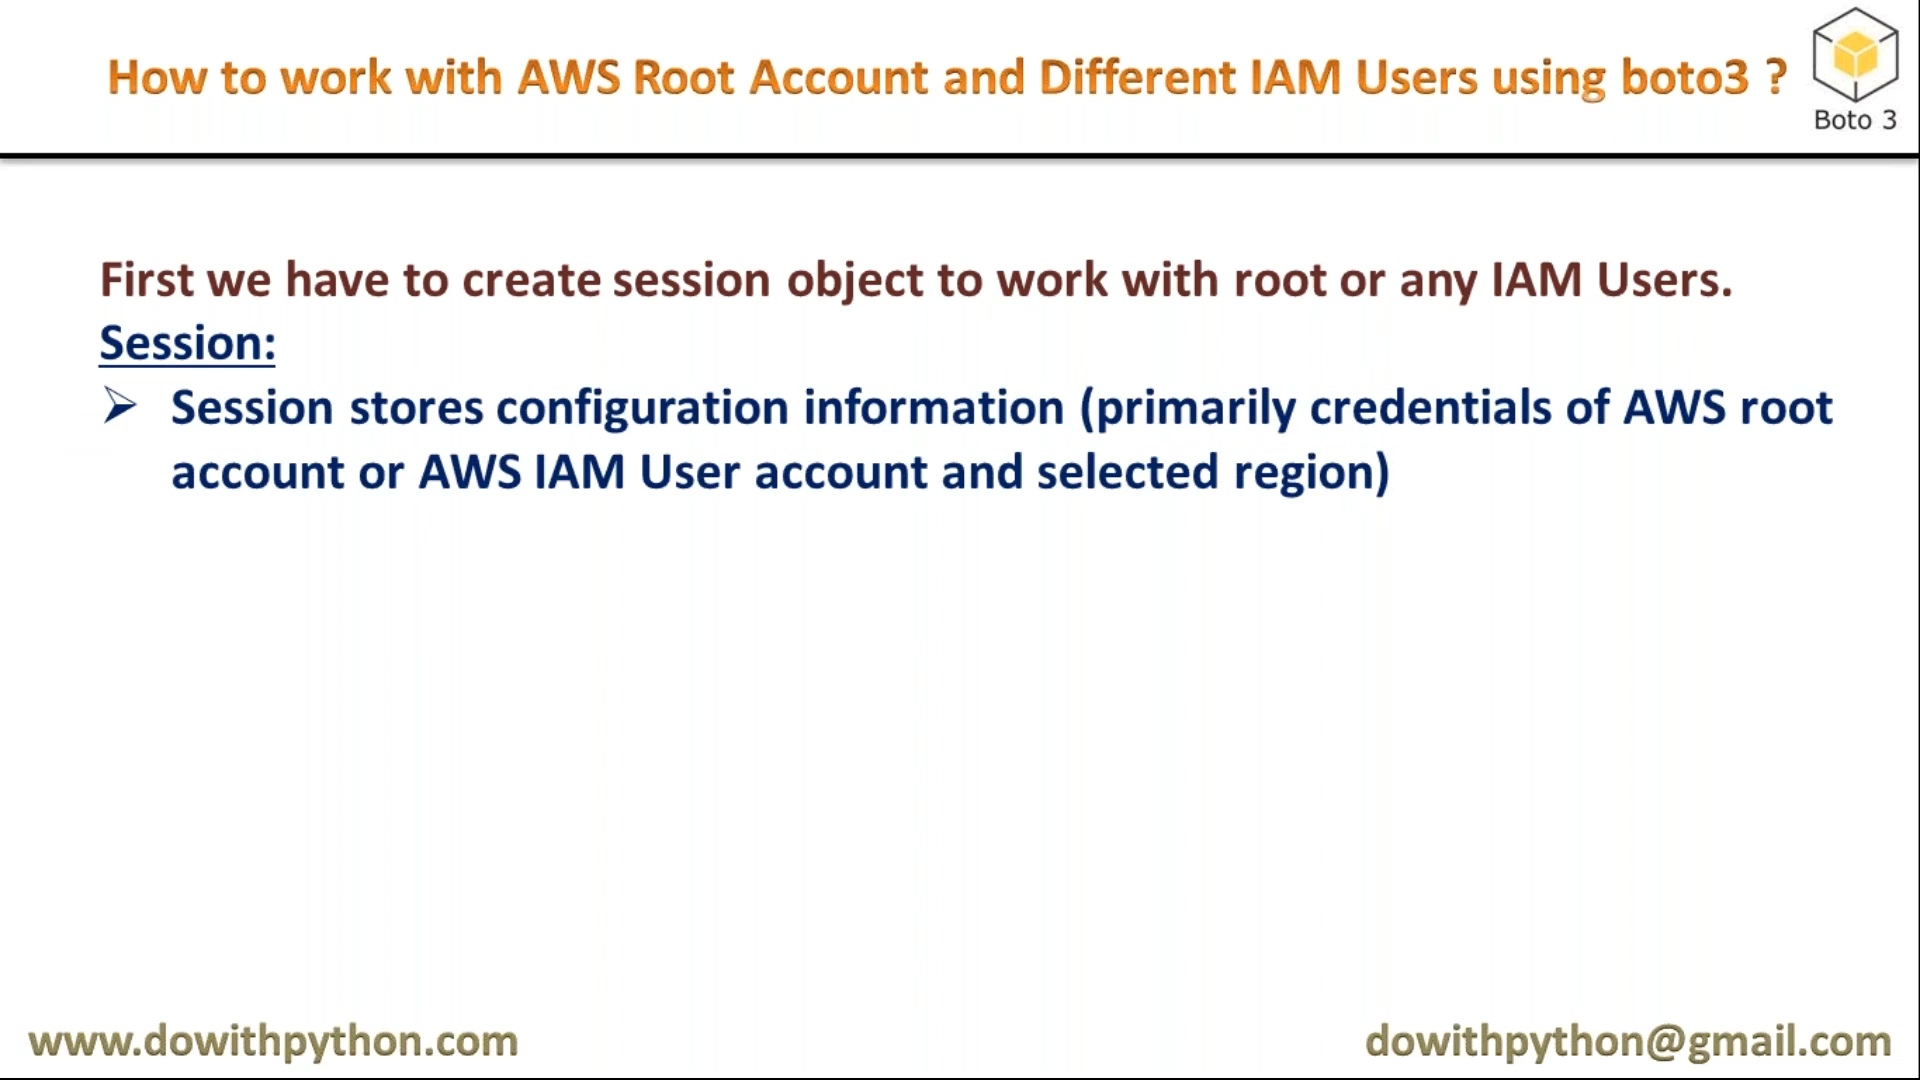 How to work with AWS Root Account and Different IAM Users using boto3 ?
Boto 3
First we have to create session object to work with root or any IAM Users.
Session:
➢ Session stores configuration information (primarily credentials of AWS root
account or AWS IAM User account and selected region)
www.dowithpython.com
dowithpython@gmail.com